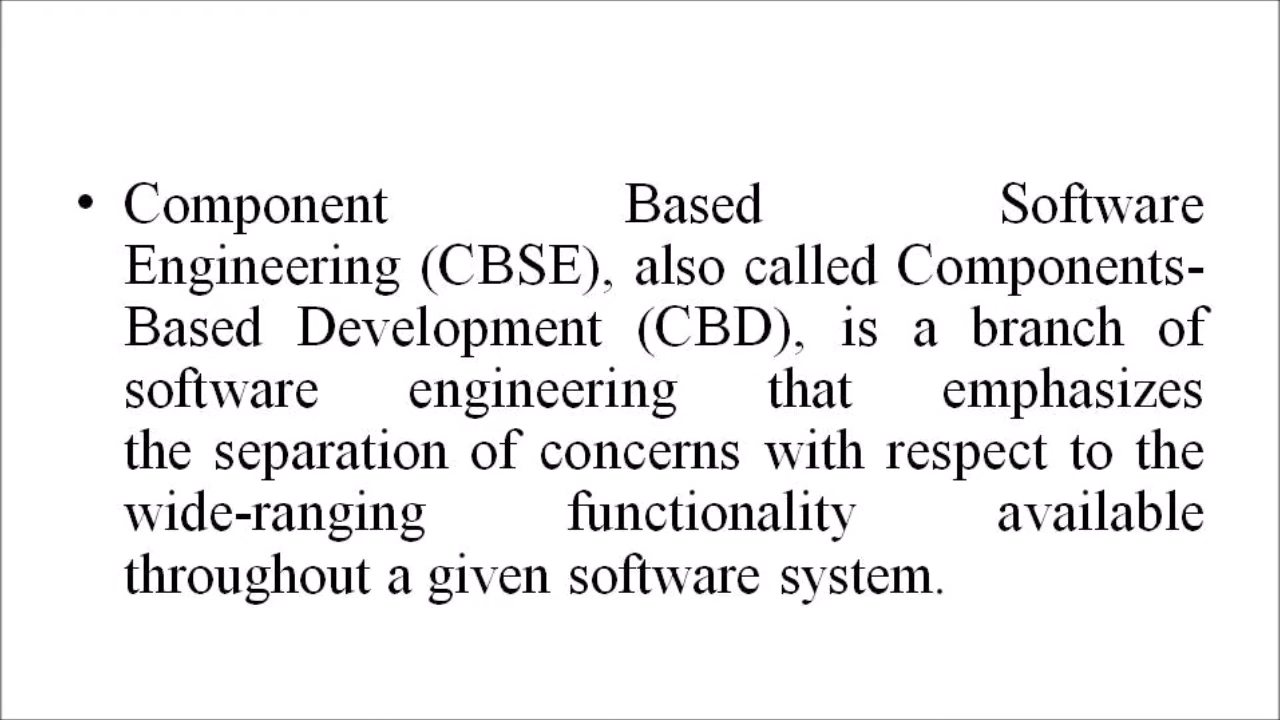 • Component Based Software
Engineering (CBSE), also called Components-
Based Development (CBD), is a branch of
software engineering that emphasizes
the separation of concerns with respect to the
wide-ranging functionality available
throughout a given software system.